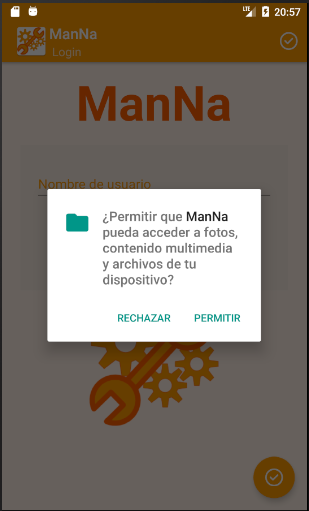 LTE 20:57
ManNa
Login
ManNa
Nombre de usuario
¿Permitir que ManNa
pueda acceder a fotos,
contenido multimedia
y archivos de tu
dispositivo?
RECHAZAR PERMITIR